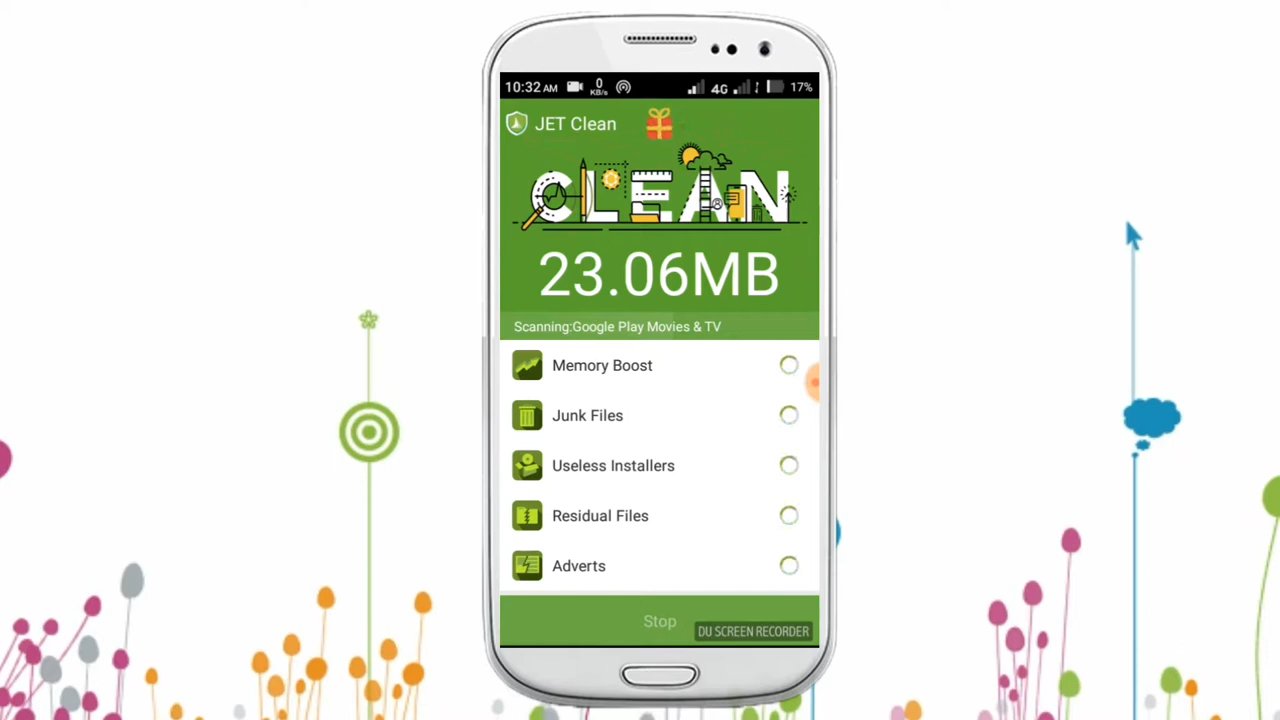 10:32 AM 0 KB/s 4G 17%
JET Clean
CLEAN
23.06MB
Scanning:Google Play Movies & TV
Memory Boost
Junk Files
Useless Installers
Residual Files
Adverts
Stop
DU SCREEN RECORDER